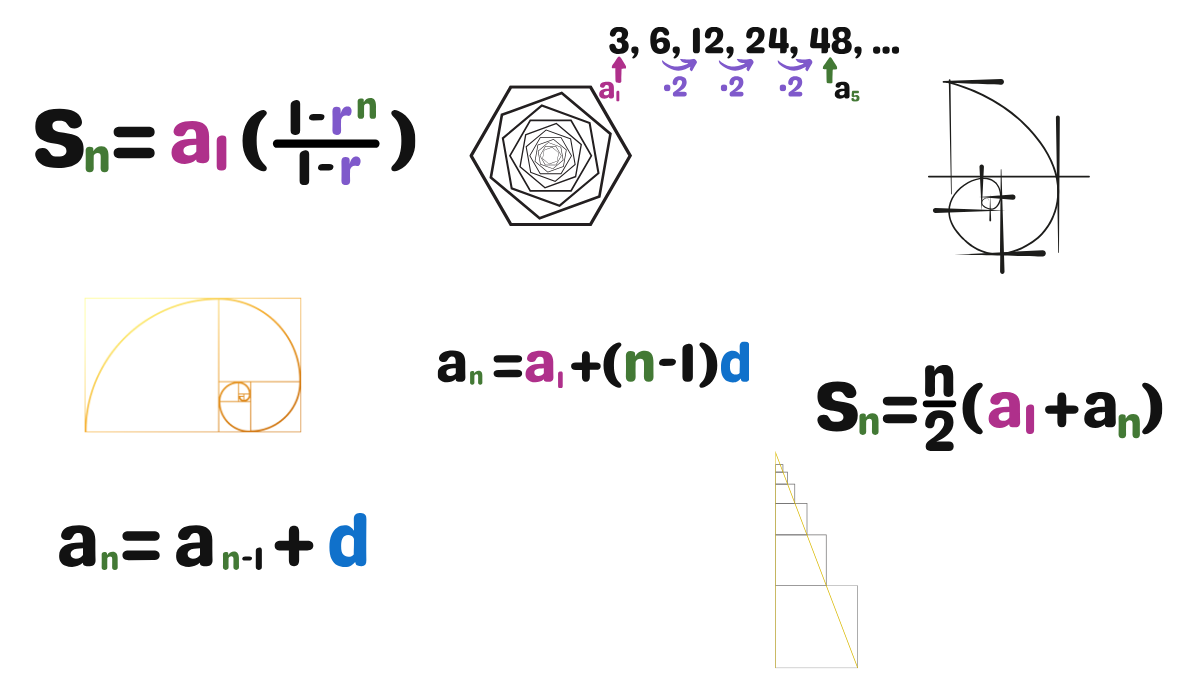 3, 6, 12, 24, 48, ...
a₁ ·2 ·2 ·2 a₅
Sₙ = a₁ ( (1-rⁿ)/(1-r) )
aₙ = a₁ + (n-1)d
Sₙ = n/2 (a₁ + aₙ)
aₙ = aₙ₋₁ + d